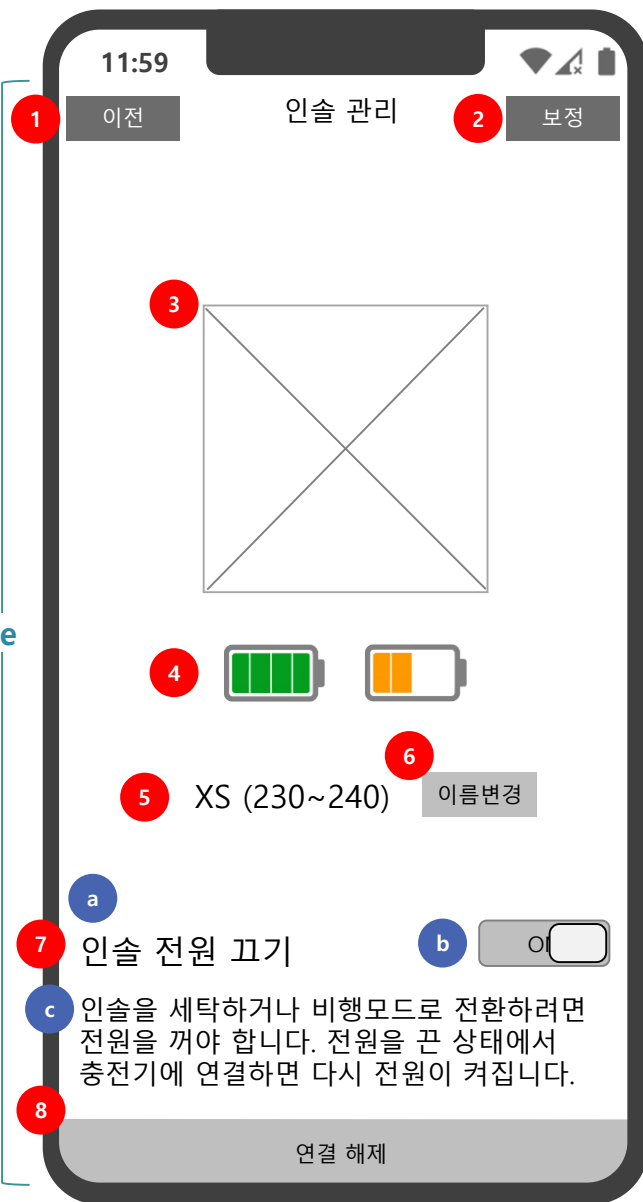 11:59
1
이전
인솔 관리
2
보정
3
e
4
6
5
XS (230~240)
이름변경
a
7
인솔 전원 끄기
b
c
인솔을 세탁하거나 비행모드로 전환하려면
전원을 꺼야 합니다. 전원을 끈 상태에서
충전기에 연결하면 다시 전원이 켜집니다.
8
연결 해제